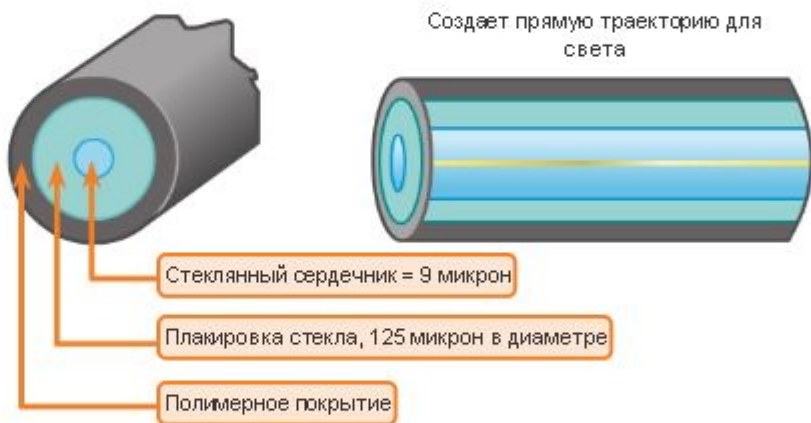 Создает прямую траекторию для
света
Стеклянный сердечник = 9 микрон
Плакировка стекла, 125 микрон в диаметре
Полимерное покрытие